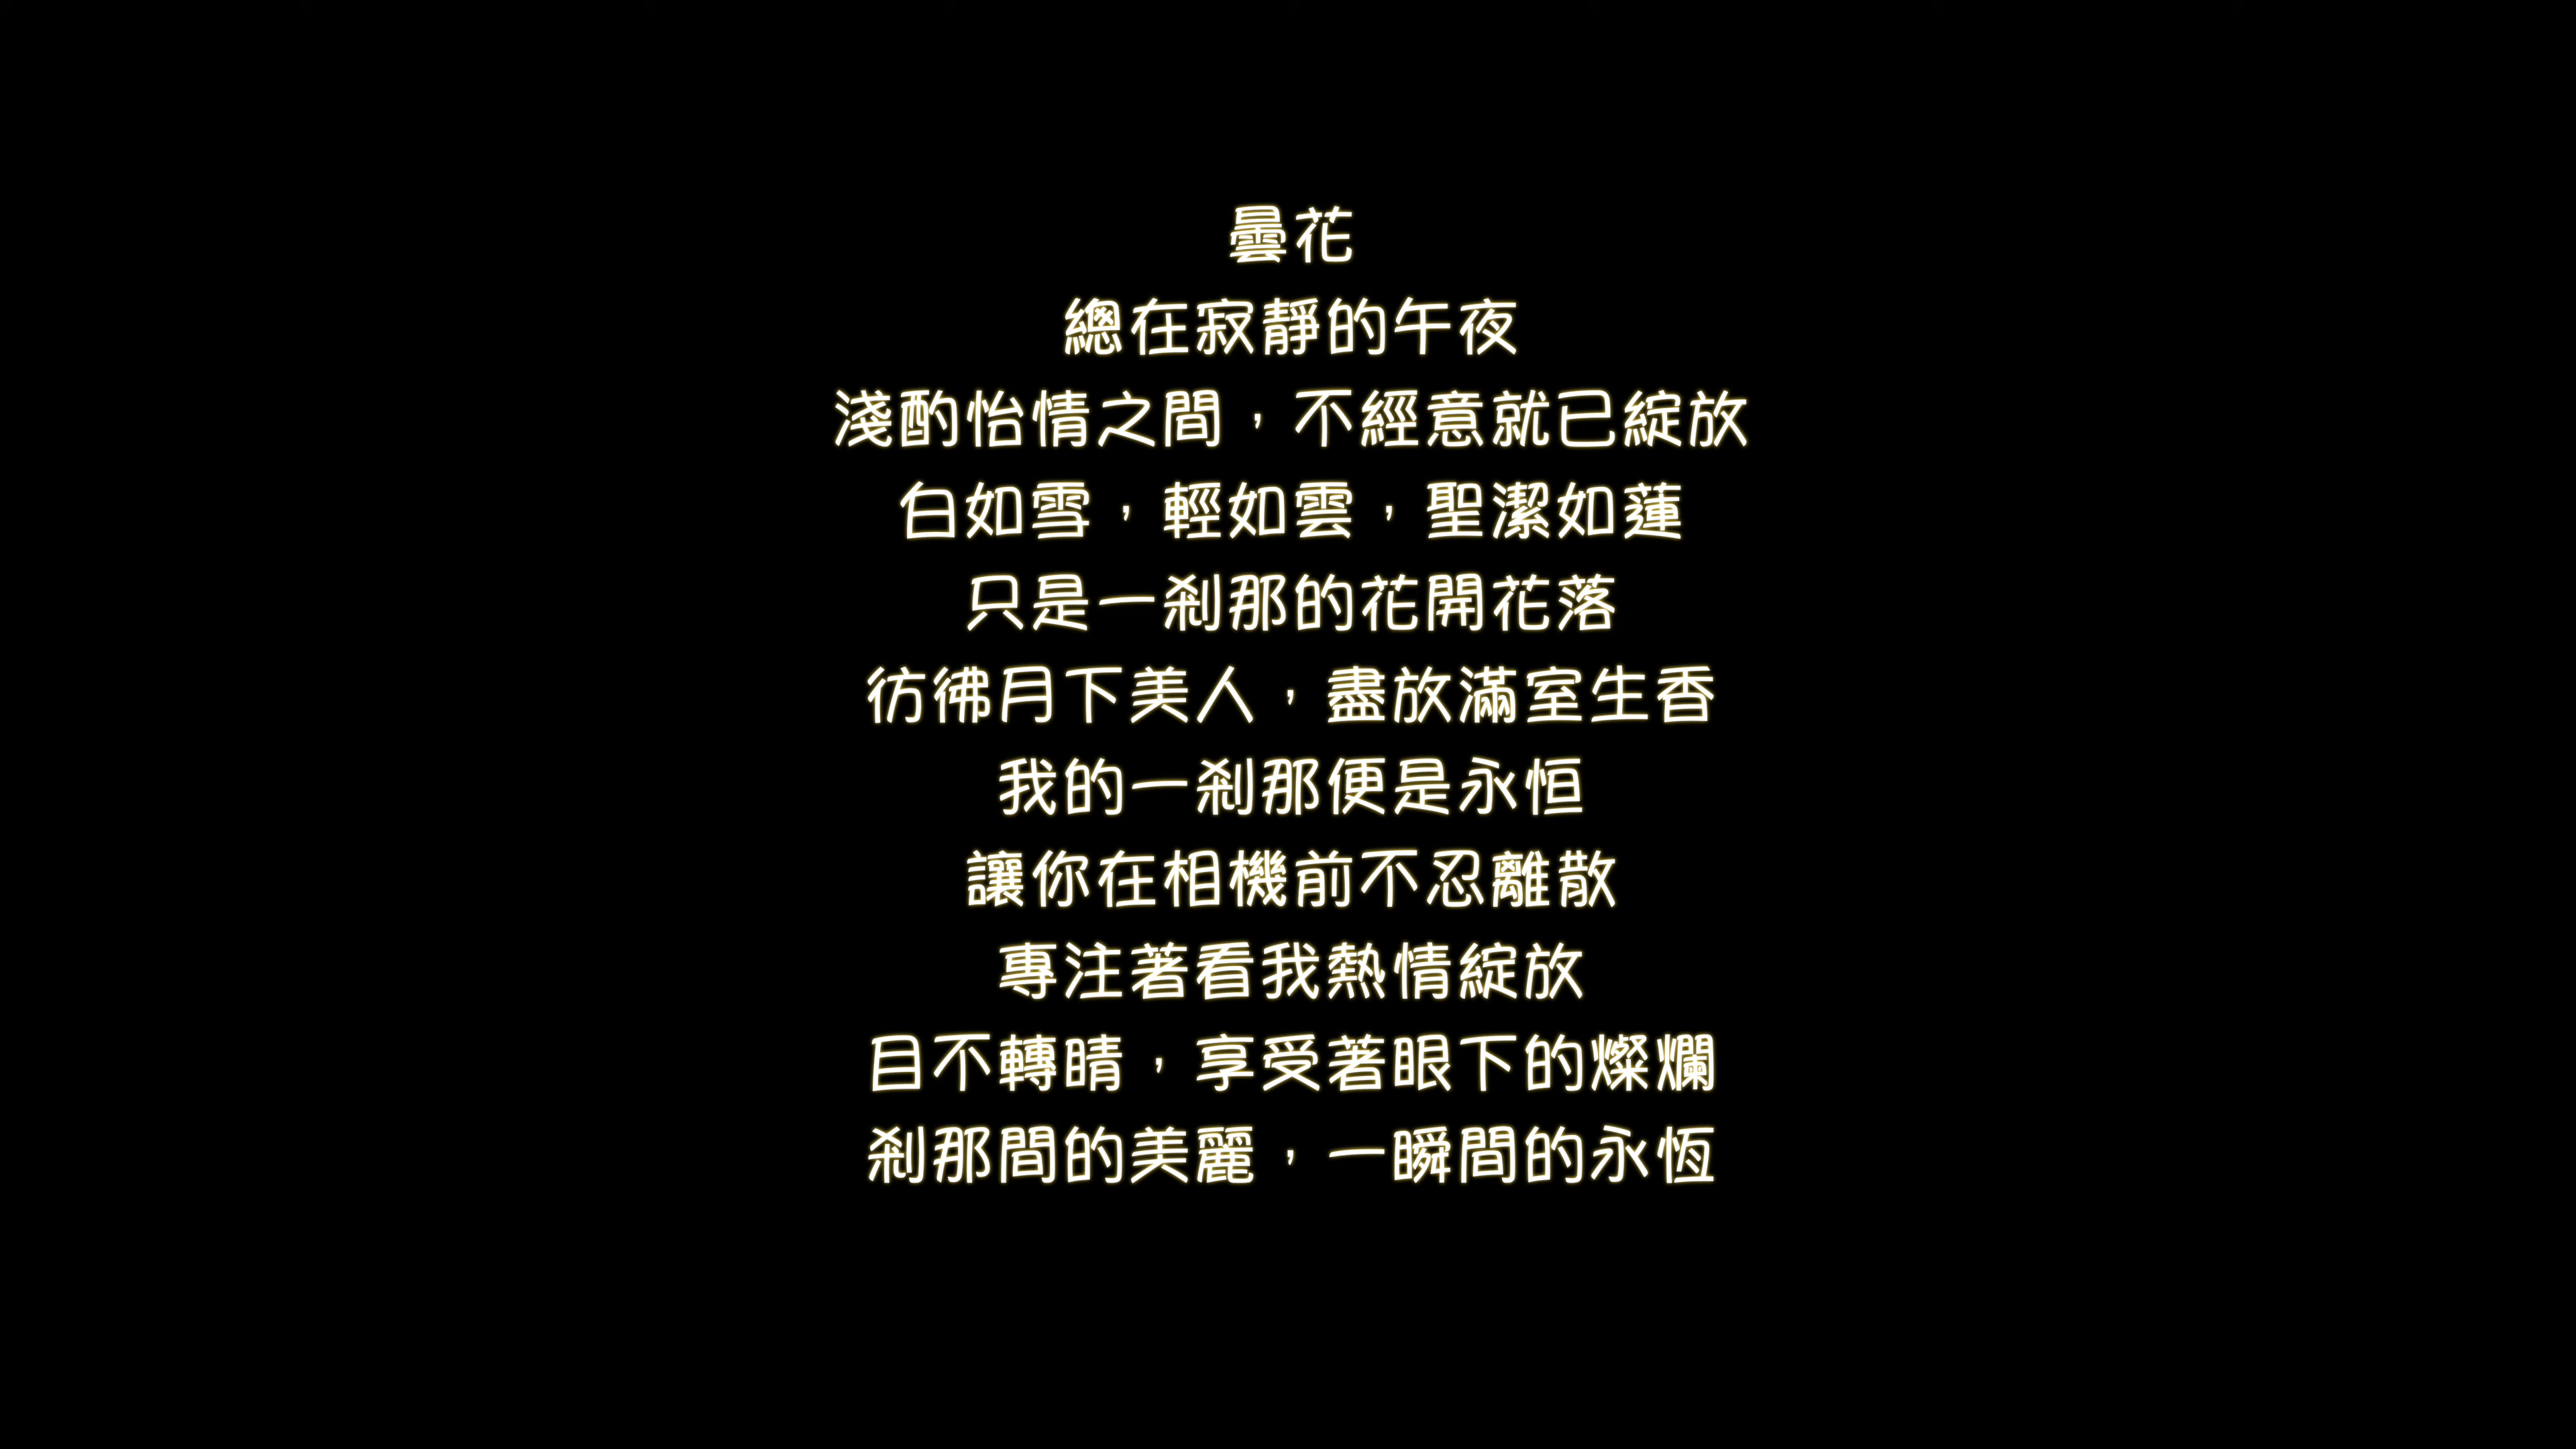 曇花
總在寂靜的午夜
淺酌怡情之間，不經意就已綻放
白如雪，輕如雲，聖潔如蓮
只是一剎那的花開花落
彷彿月下美人，盡放滿室生香
我的一剎那便是永恒
讓你在相機前不忍離散
專注著看我熱情綻放
目不轉睛，享受著眼下的燦爛
剎那間的美麗，一瞬間的永恆